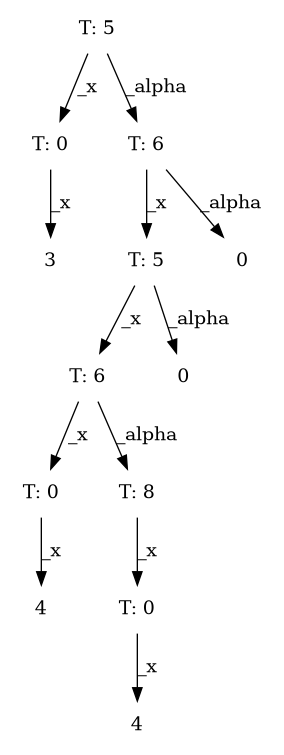 T: 5
_x _alpha
T: 0 T: 6
_x _x _alpha
3 T: 5 0
_x _alpha
T: 6 0
_x _alpha
T: 0 T: 8
_x _x
4 T: 0
_x
4